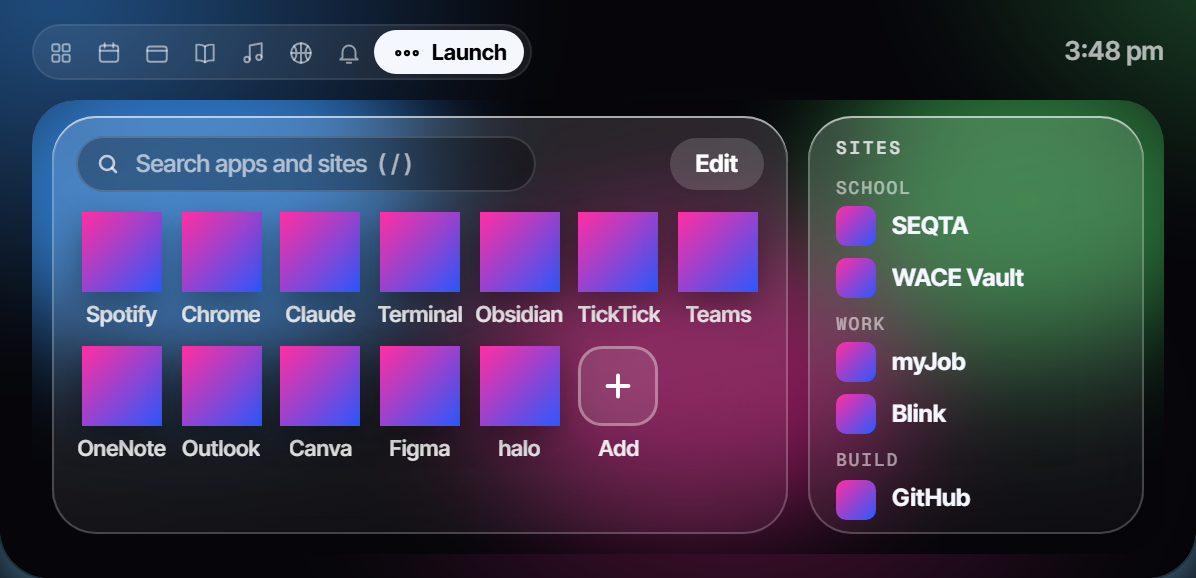 Launch
3:48 pm
Search apps and sites ( / )
Edit
Spotify Chrome Claude Terminal Obsidian TickTick Teams
OneNote Outlook Canva Figma halo Add
SITES
SCHOOL
SEQTA
WACE Vault
WORK
myJob
Blink
BUILD
GitHub